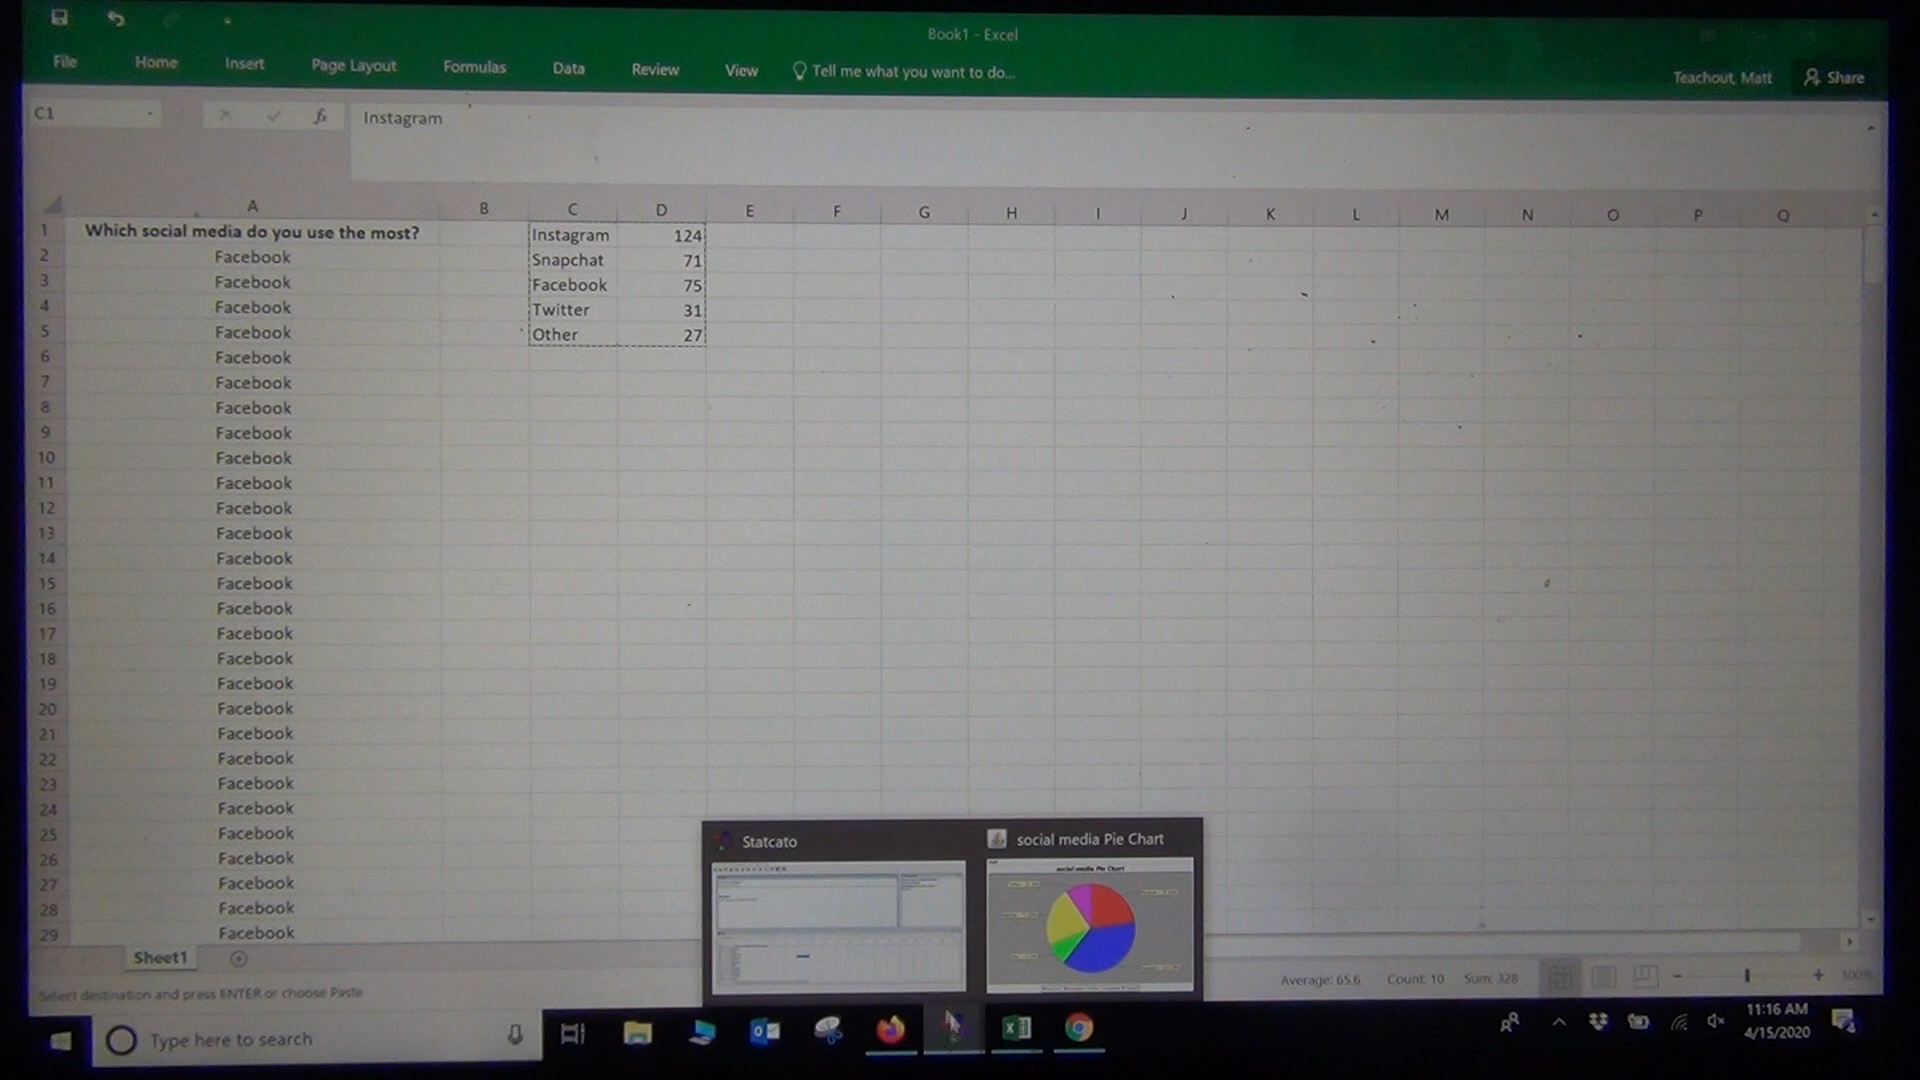 Book1 - Excel
File Home Insert Page Layout Formulas Data Review View Tell me what you want to do... Teachout, Matt Share
C1 fx Instagram
A B C D E F G H I J K L M N O P Q
1 Which social media do you use the most? Instagram 124
2 Facebook Snapchat 71
3 Facebook Facebook 75
4 Facebook Twitter 31
5 Facebook Other 27
6 Facebook
7 Facebook
8 Facebook
9 Facebook
10 Facebook
11 Facebook
12 Facebook
13 Facebook
14 Facebook
15 Facebook
16 Facebook
17 Facebook
18 Facebook
19 Facebook
20 Facebook
21 Facebook
22 Facebook
23 Facebook
24 Facebook
25 Facebook
26 Facebook
27 Facebook
28 Facebook
29 Facebook
Statcato social media Pie Chart
social media Pie Chart
Sheet1
Select destination and press ENTER or choose Paste Average: 65.6 Count: 10 Sum: 328 100%
Type here to search
11:16 AM
4/15/2020